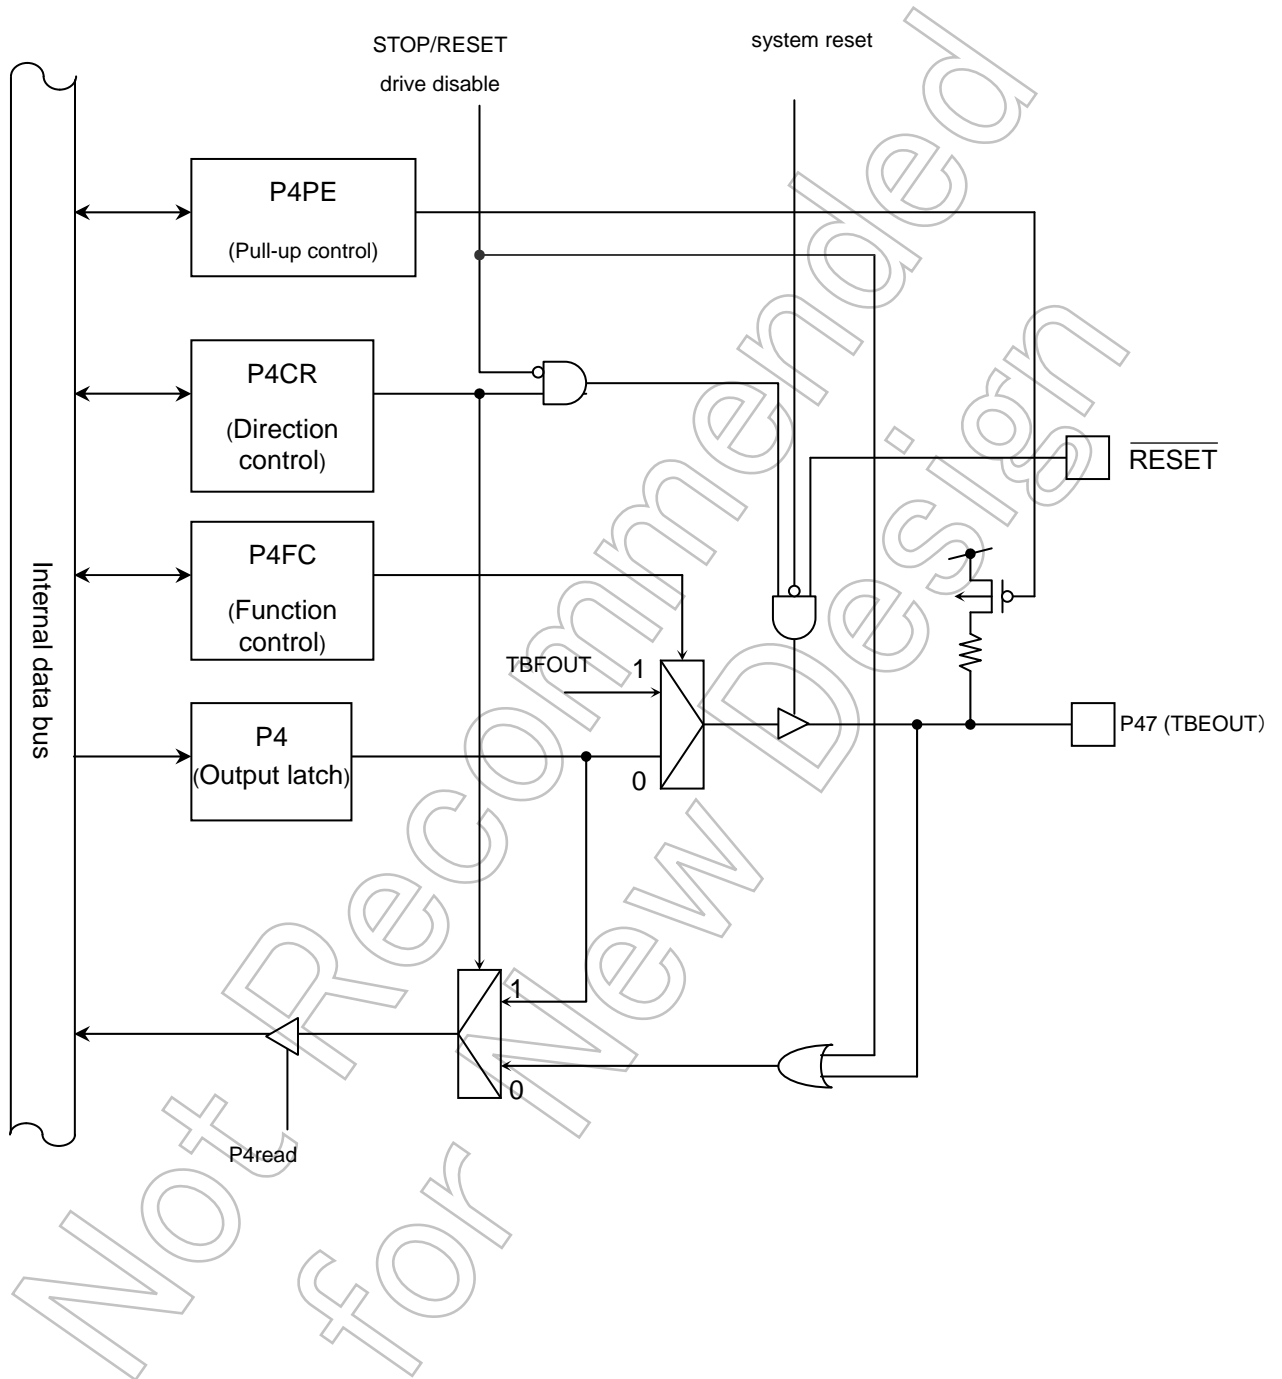 STOP/RESET
drive disable
system reset
P4PE
(Pull-up control)
P4CR
(Direction
control)
RESET
P4FC
(Function
control)
Internal data bus
TBFOUT
1
0
P4
(Output latch)
P47 (TBEOUT)
1
0
P4read
Not Recommended
for New Design